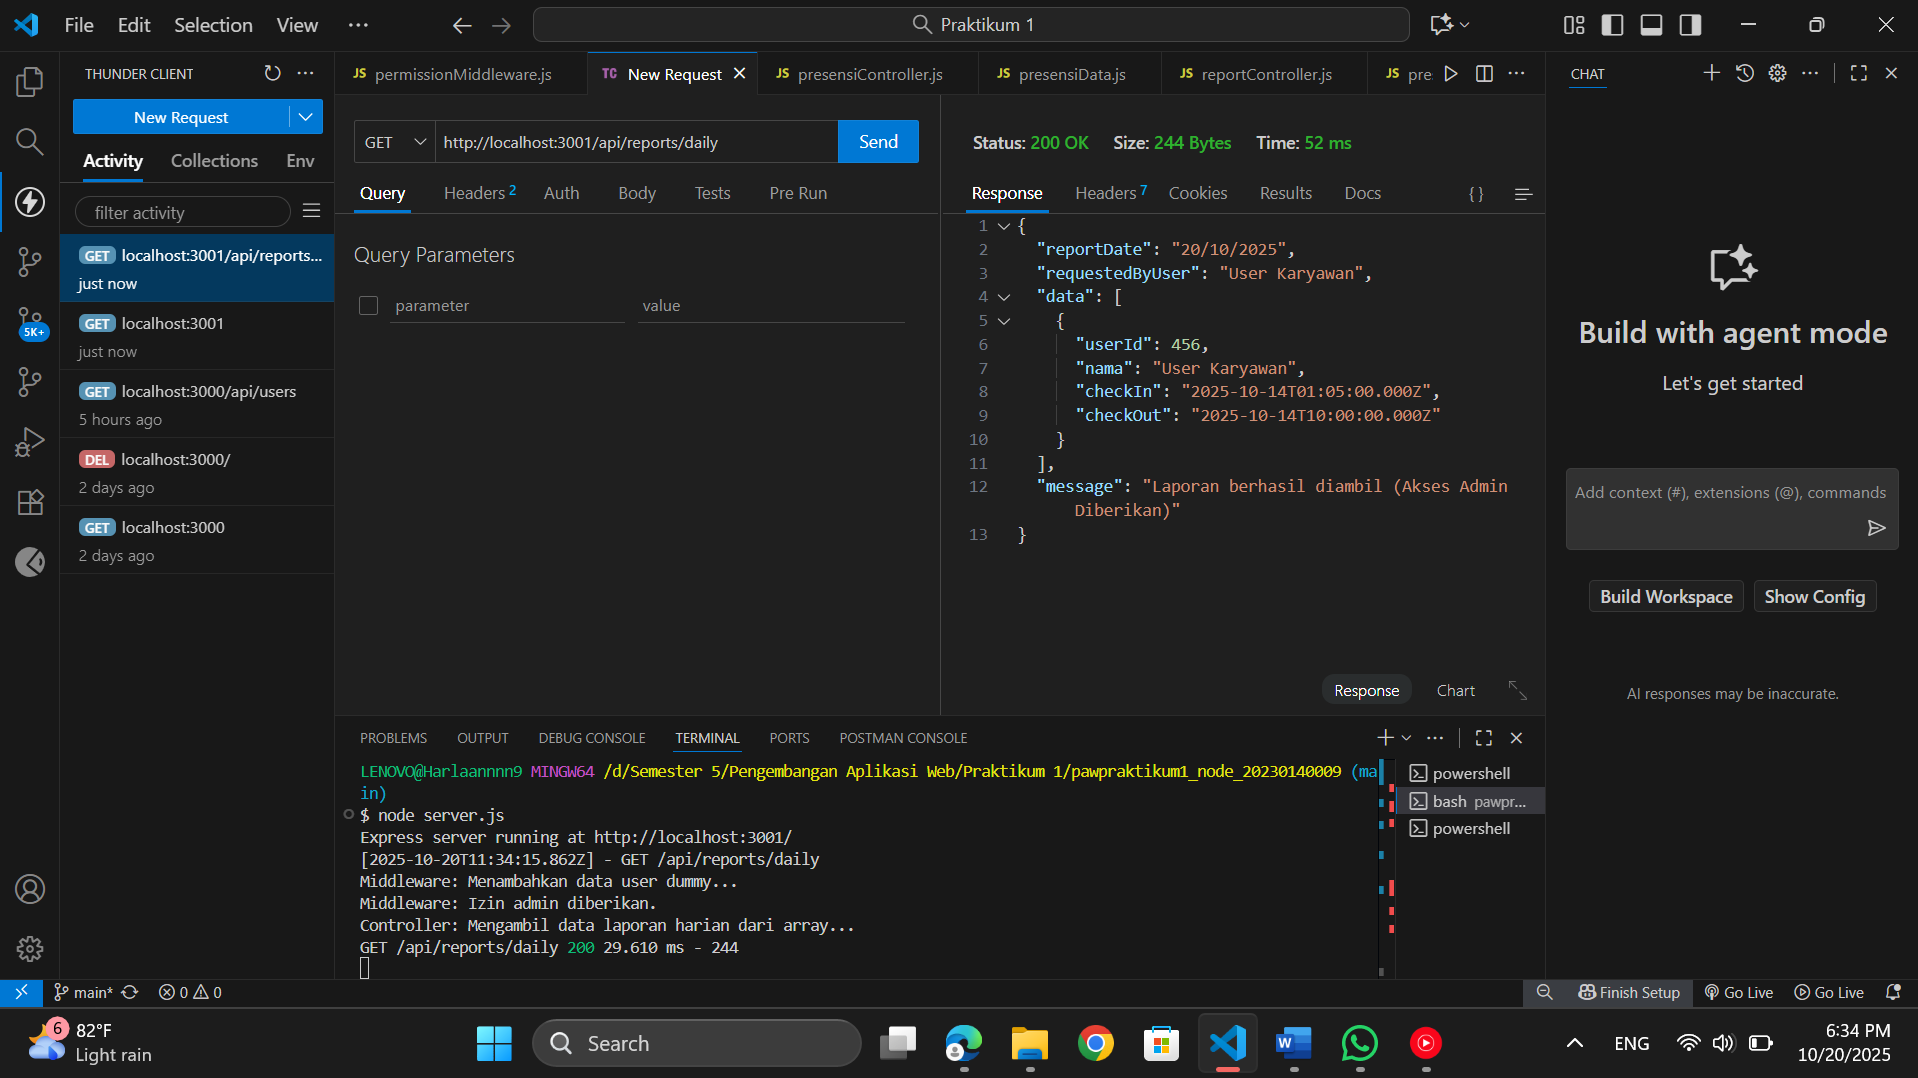 File Edit Selection View ···
Praktikum 1
THUNDER CLIENT
New Request
Activity Collections Env
filter activity
GET localhost:3001/api/reports...
just now
GET localhost:3001
just now
GET localhost:3000/api/users
5 hours ago
DEL localhost:3000/
2 days ago
GET localhost:3000
2 days ago
5K+
JS permissionMiddleware.js
TC New Request
JS presensiController.js
JS presensiData.js
JS reportController.js
JS pre
GET http://localhost:3001/api/reports/daily Send
Query Headers 2 Auth Body Tests Pre Run
Query Parameters
parameter value
Status: 200 OK Size: 244 Bytes Time: 52 ms
Response Headers 7 Cookies Results Docs { }
1 {
2 "reportDate": "20/10/2025",
3 "requestedByUser": "User Karyawan",
4 "data": [
5 {
6 "userId": 456,
7 "nama": "User Karyawan",
8 "checkIn": "2025-10-14T01:05:00.000Z",
9 "checkOut": "2025-10-14T10:00:00.000Z"
10 }
11 ],
12 "message": "Laporan berhasil diambil (Akses Admin
Diberikan)"
13 }
Response Chart
CHAT
Build with agent mode
Let's get started
Add context (#), extensions (@), commands
Build Workspace Show Config
AI responses may be inaccurate.
PROBLEMS OUTPUT DEBUG CONSOLE TERMINAL PORTS POSTMAN CONSOLE
LENOVO@Harlaannnn9 MINGW64 /d/Semester 5/Pengembangan Aplikasi Web/Praktikum 1/pawpraktikum1_node_20230140009 (ma
in)
$ node server.js
Express server running at http://localhost:3001/
[2025-10-20T11:34:15.862Z] - GET /api/reports/daily
Middleware: Menambahkan data user dummy...
Middleware: Izin admin diberikan.
Controller: Mengambil data laporan harian dari array...
GET /api/reports/daily 200 29.610 ms - 244
powershell
bash pawpr...
powershell
main* 0 0
Finish Setup Go Live Go Live
6 82°F
Light rain
Search
ENG
6:34 PM
10/20/2025